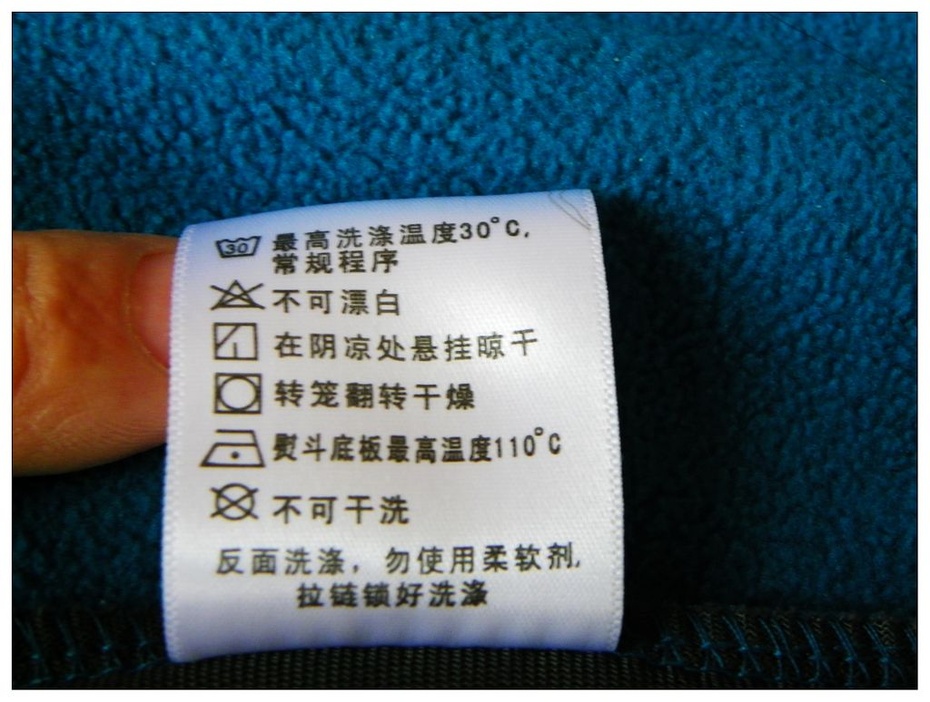 30 最高洗涤温度30°C,
常规程序
不可漂白
在阴凉处悬挂晾干
转笼翻转干燥
熨斗底板最高温度110°C
不可干洗
反面洗涤，勿使用柔软剂,
拉链锁好洗涤